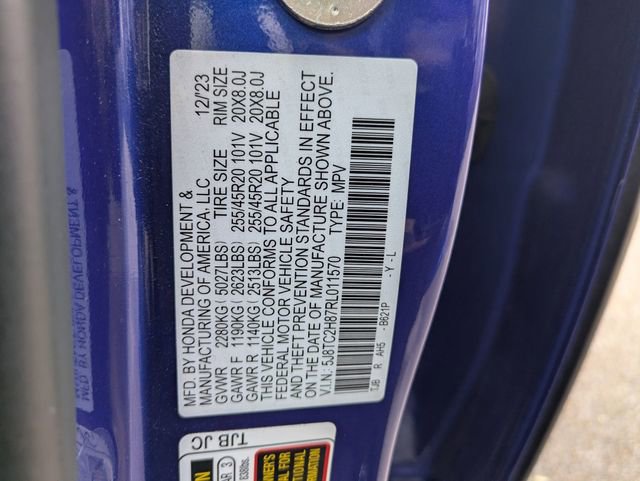 MFD. BY HONDA DEVELOPMENT & 12/'23
MANUFACTURING OF AMERICA, LLC
GVWR 2280KG ( 6027LBS) TIRE SIZE RIM SIZE
GAWR F 1190KG ( 2623LBS) 255/45R20 101V 20X8.0J
GAWR R 1140KG ( 2513LBS) 255/45R20 101V 20X8.0J
THIS VEHICLE CONFORMS TO ALL APPLICABLE
FEDERAL MOTOR VEHICLE SAFETY
AND THEFT PREVENTION STANDARDS IN EFFECT
ON THE DATE OF MANUFACTURE SHOWN ABOVE.
V.I.N: 5J8TC2H87RL011570 TYPE: MPV
TJB R AH5 - B621P - Y - L
TJB JC